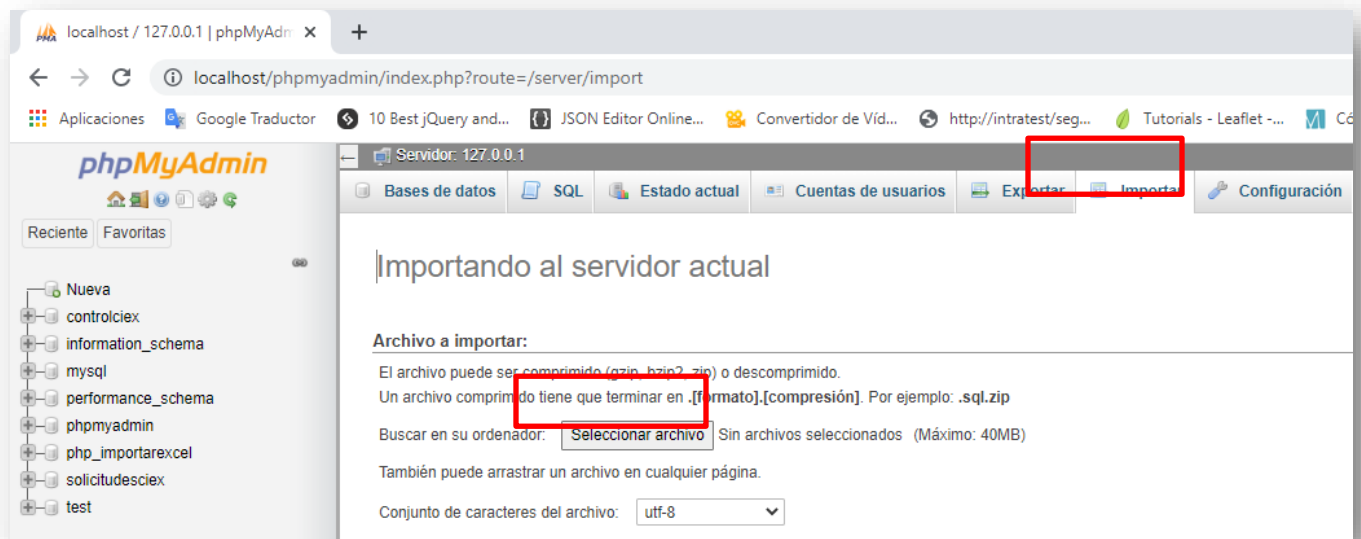 localhost / 127.0.0.1 | phpMyAdm
localhost/phpmyadmin/index.php?route=/server/import
Aplicaciones Google Traductor 10 Best jQuery and... JSON Editor Online... Convertidor de Víd... http://intratest/seg... Tutorials - Leaflet -... Có
phpMyAdmin
Reciente Favoritas
Nueva
controlciex
information_schema
mysql
performance_schema
phpmyadmin
php_importarexcel
solicitudesciex
test
Servidor: 127.0.0.1
Bases de datos SQL Estado actual Cuentas de usuarios Exportar Importar Configuración
Importando al servidor actual
Archivo a importar:
El archivo puede ser comprimido (gzip, bzip2, zip) o descomprimido.
Un archivo comprimido tiene que terminar en .[formato].[compresión]. Por ejemplo: .sql.zip
Buscar en su ordenador: Seleccionar archivo Sin archivos seleccionados (Máximo: 40MB)
También puede arrastrar un archivo en cualquier página.
Conjunto de caracteres del archivo: utf-8